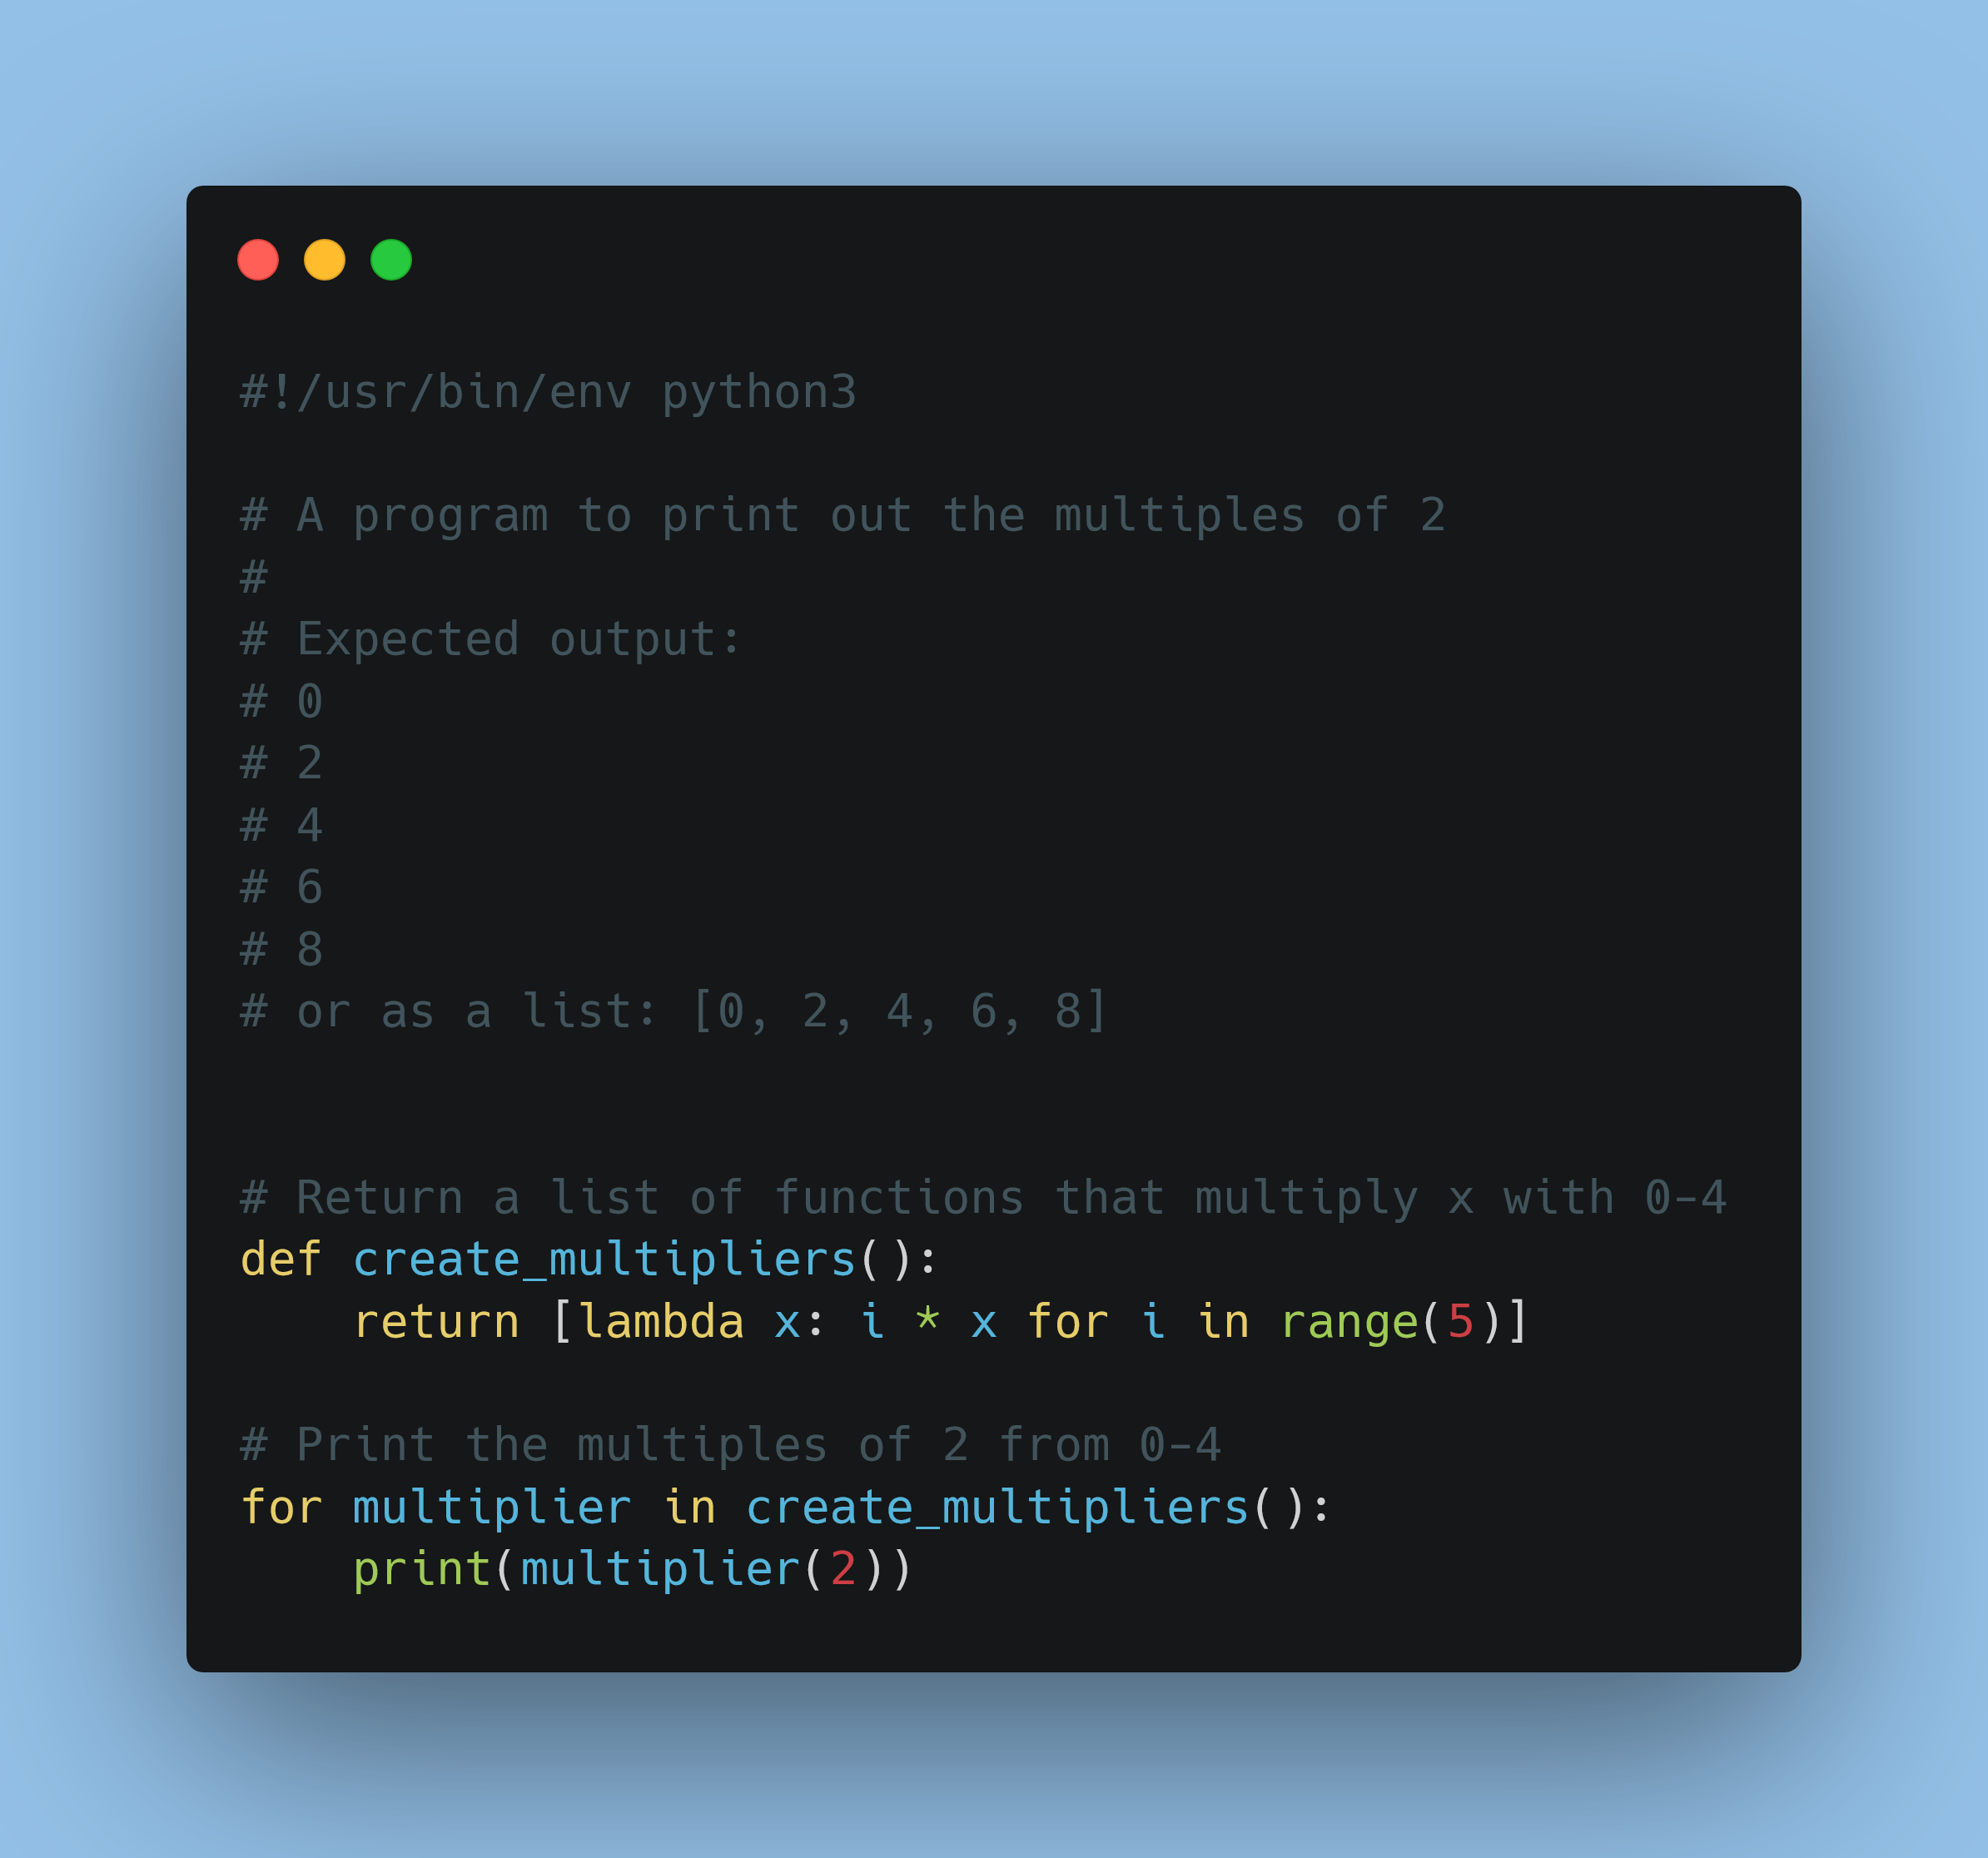 #!/usr/bin/env python3
# A program to print out the multiples of 2
#
# Expected output:
# 0
# 2
# 4
# 6
# 8
# or as a list: [0, 2, 4, 6, 8]
# Return a list of functions that multiply x with 0-4
def create_multipliers():
    return [lambda x: i * x for i in range(5)]
# Print the multiples of 2 from 0-4
for multiplier in create_multipliers():
    print(multiplier(2))